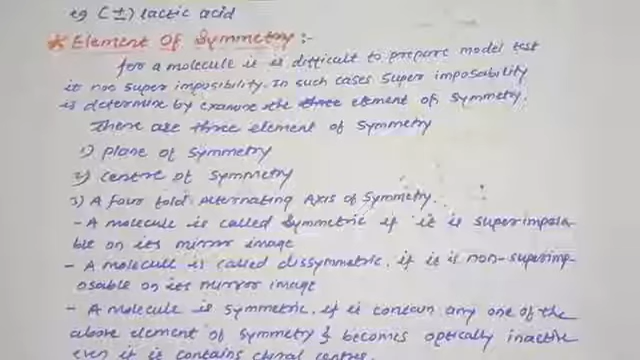 eg (±) lactic acid
* Element Of Symmetry :-
for a molecule it is difficult to prepare model test
it non super imposibility. In such cases super imposability
is determine by examine the three element of symmetry.
There are three element of symmetry
1) plane of symmetry
2) centre of symmetry
3) A four fold Alternating Axis of symmetry.
- A molecule is called Symmetric if it is superimposa-
ble on its mirror image
- A molecule is called dissymmetric. if it is non-superimp-
osable on its mirror image
- A molecule is symmetric. if it contain any one of the
above element of symmetry & becomes optically inactive
even if it contains chiral centres.